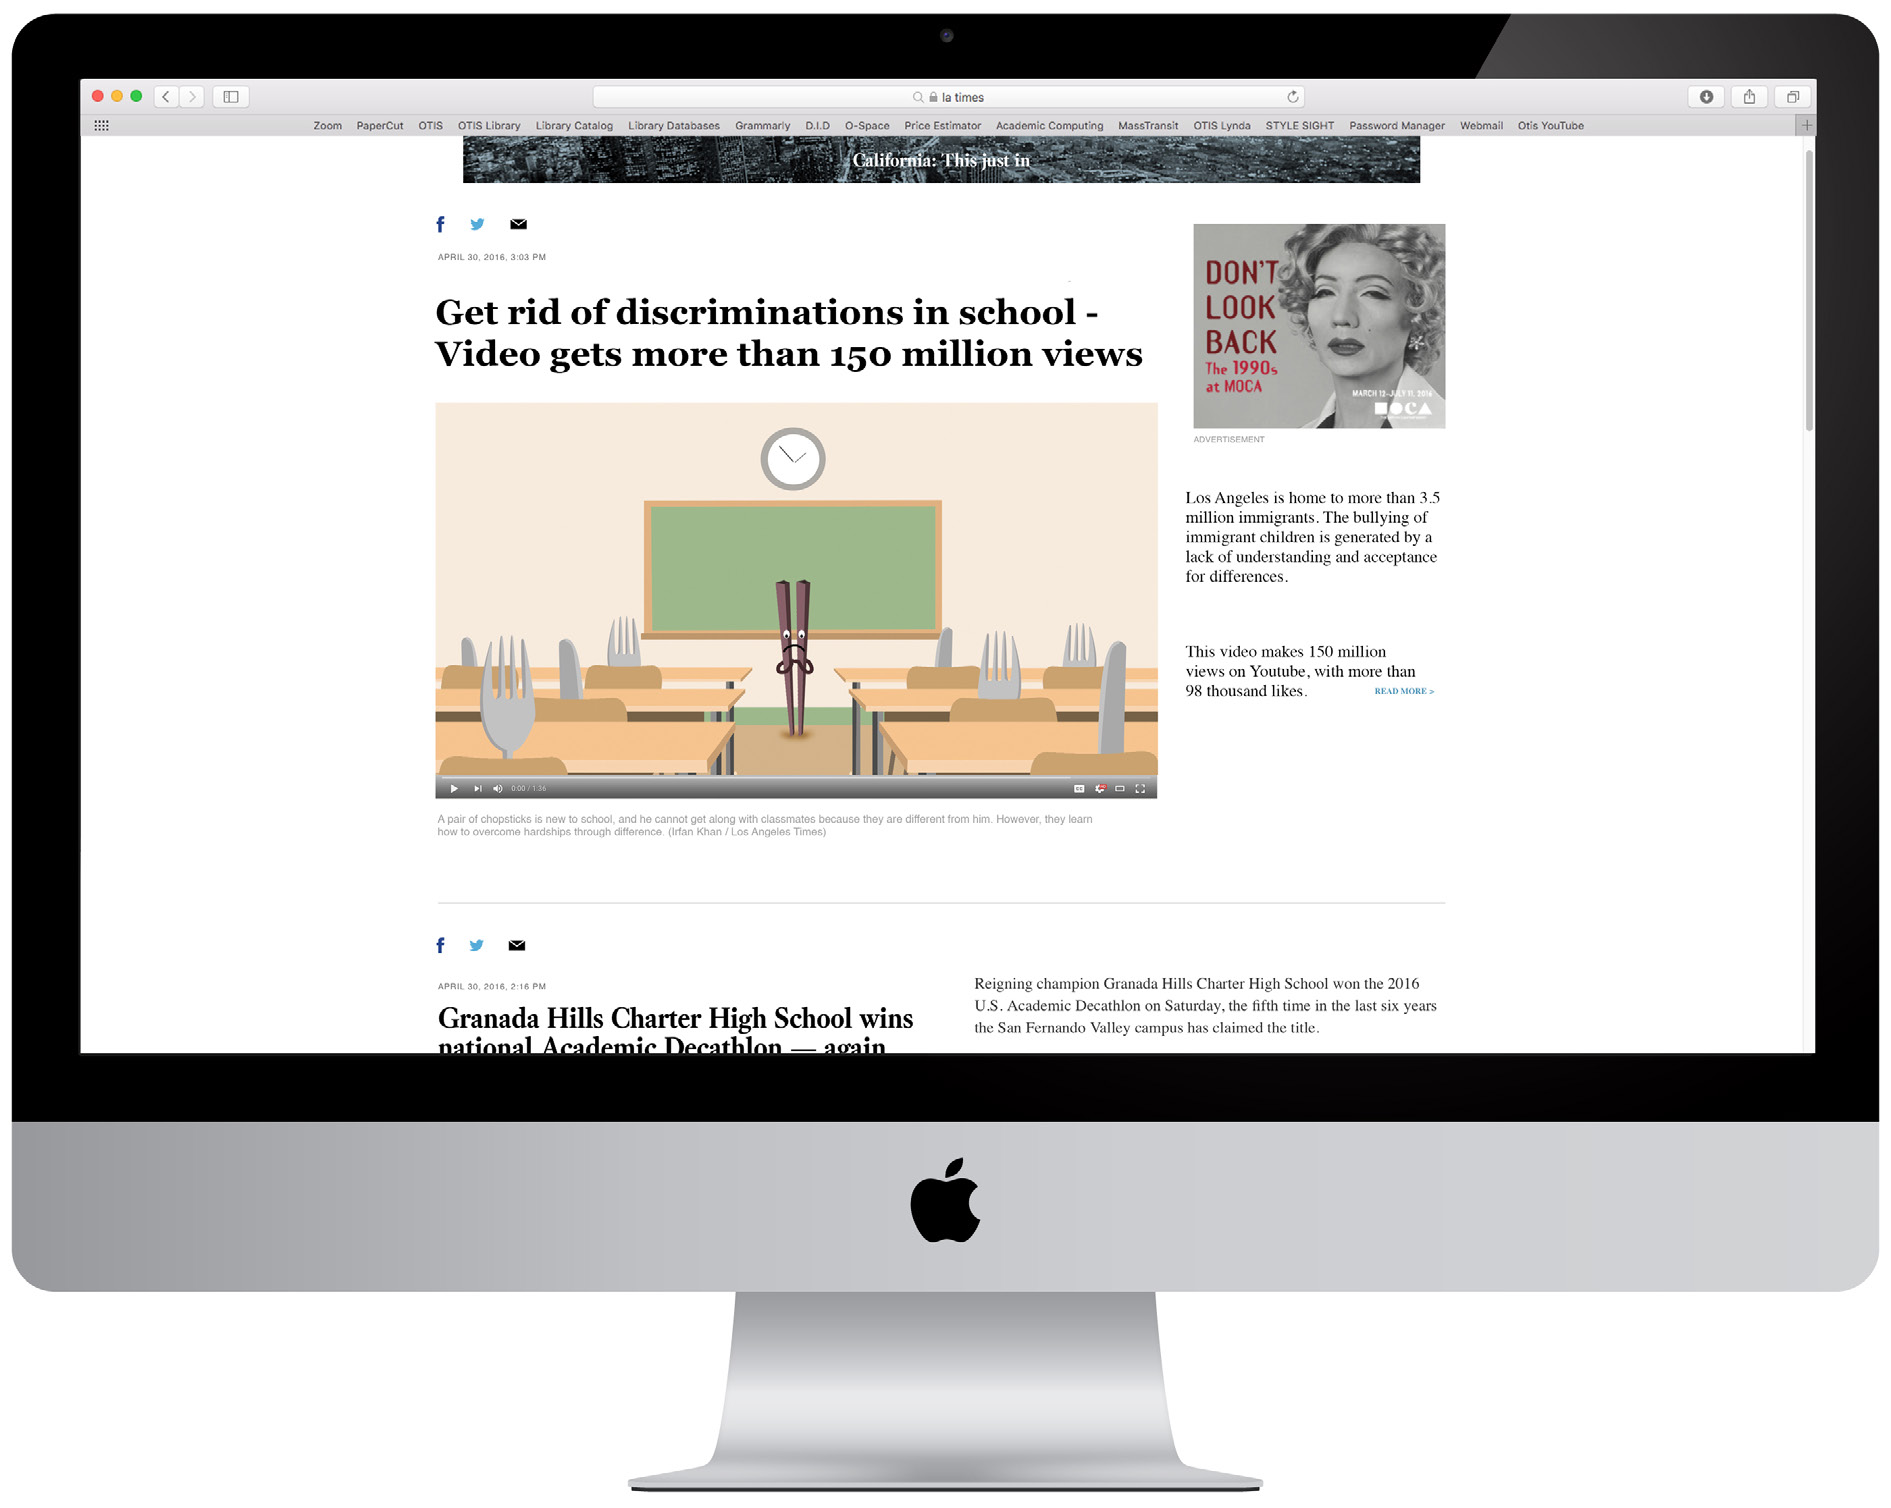 la times
Zoom PaperCut OTIS OTIS Library Library Catalog Library Databases Grammarly D.I.D O-Space Price Estimator Academic Computing MassTransit OTIS Lynda STYLE SIGHT Password Manager Webmail Otis YouTube
California: This just in
APRIL 30, 2016, 3:03 PM
Get rid of discriminations in school -
Video gets more than 150 million views
DON'T
LOOK
BACK
The 1990s
at MOCA
MARCH 12–JULY 11, 2016
MOCA
ADVERTISEMENT
Los Angeles is home to more than 3.5
million immigrants. The bullying of
immigrant children is generated by a
lack of understanding and acceptance
for differences.
This video makes 150 million
views on Youtube, with more than
98 thousand likes. READ MORE >
0:00 / 1:36
CC
A pair of chopsticks is new to school, and he cannot get along with classmates because they are different from him. However, they learn
how to overcome hardships through difference. (Irfan Khan / Los Angeles Times)
APRIL 30, 2016, 2:16 PM
Granada Hills Charter High School wins
national Academic Decathlon — again
Reigning champion Granada Hills Charter High School won the 2016
U.S. Academic Decathlon on Saturday, the fifth time in the last six years
the San Fernando Valley campus has claimed the title.